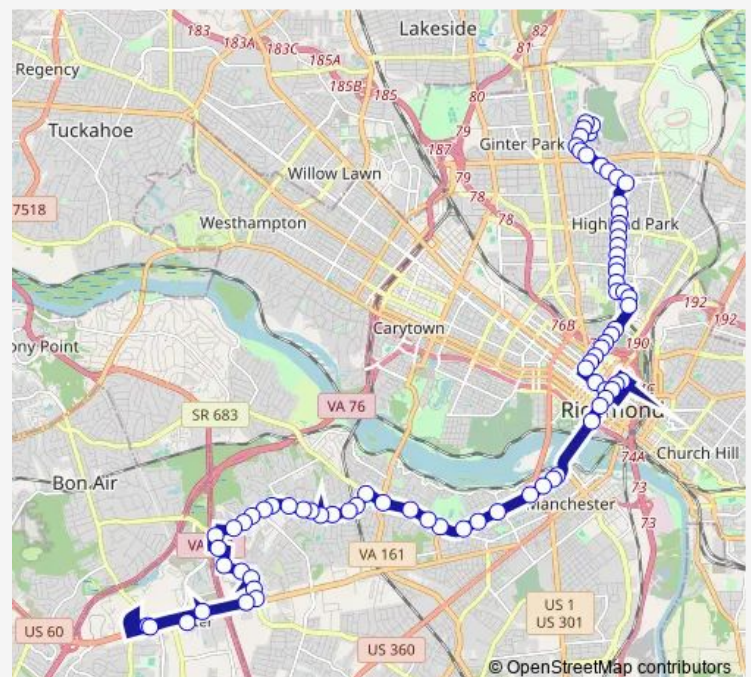 Lakeside
183
82
183A
183C
81
Regency
185A
185B
185
80
Tuckahoe
79
187
Ginter Park
Willow Lawn
79
78
7518
78
Westhampton
192
76B
192
Carytown
190
ony Point
VA 76
SR 683
Richmond
74A
Church Hill
Bon Air
73
Manchester
VA
VA 161
73
US 1
US 301
US 60
US 360
© OpenStreetMap contributors